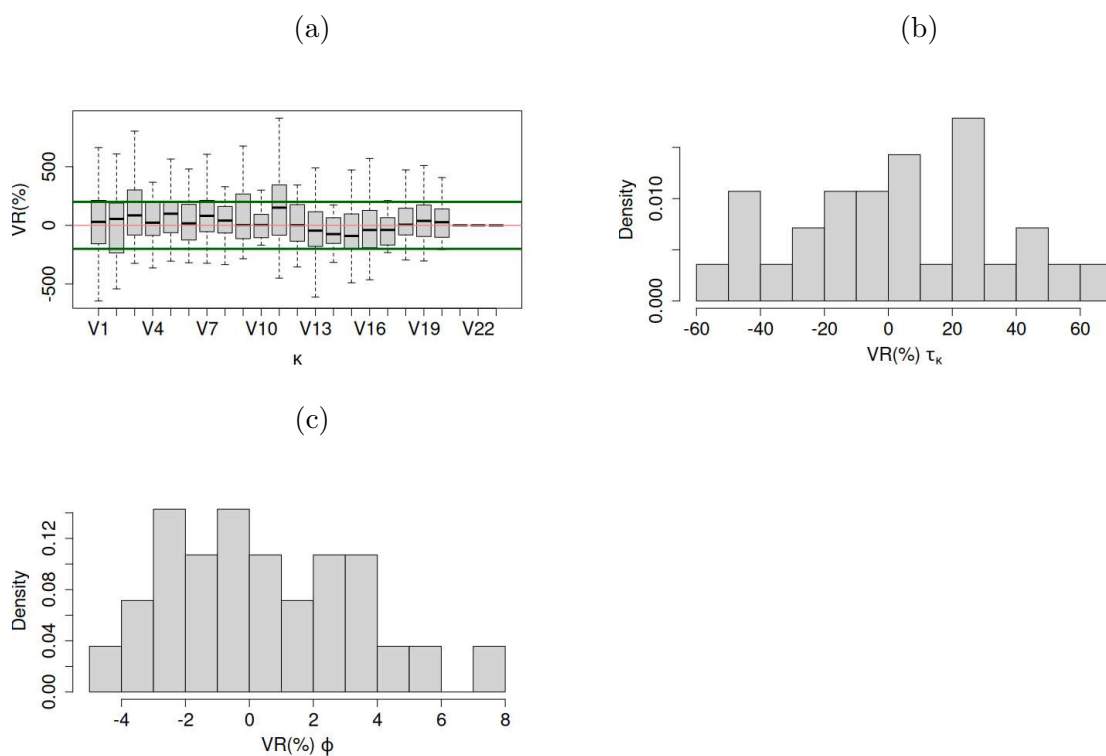 (a)
VR(%)
500
0
-500
V1 V4 V7 V10 V13 V16 V19 V22
κ
(b)
Density
0.010
0.000
-60 -40 -20 0 20 40 60
VR(%) τκ
(c)
Density
0.12
0.08
0.04
0.00
-4 -2 0 2 4 6 8
VR(%) ϕ